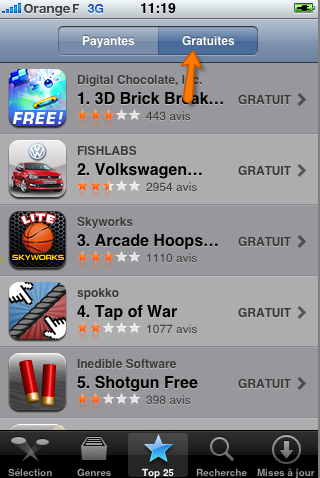 Orange F 3G 11:19
Payantes Gratuites
Digital Chocolate, Inc.
1. 3D Brick Break... GRATUIT
443 avis
FREE!
FISHLABS
2. Volkswagen... GRATUIT
2954 avis
Skyworks
LITE
3. Arcade Hoops... GRATUIT
SKYWORKS
1110 avis
spokko
4. Tap of War GRATUIT
1077 avis
Inedible Software
5. Shotgun Free GRATUIT
398 avis
Sélection Genres Top 25 Recherche Mises à jour